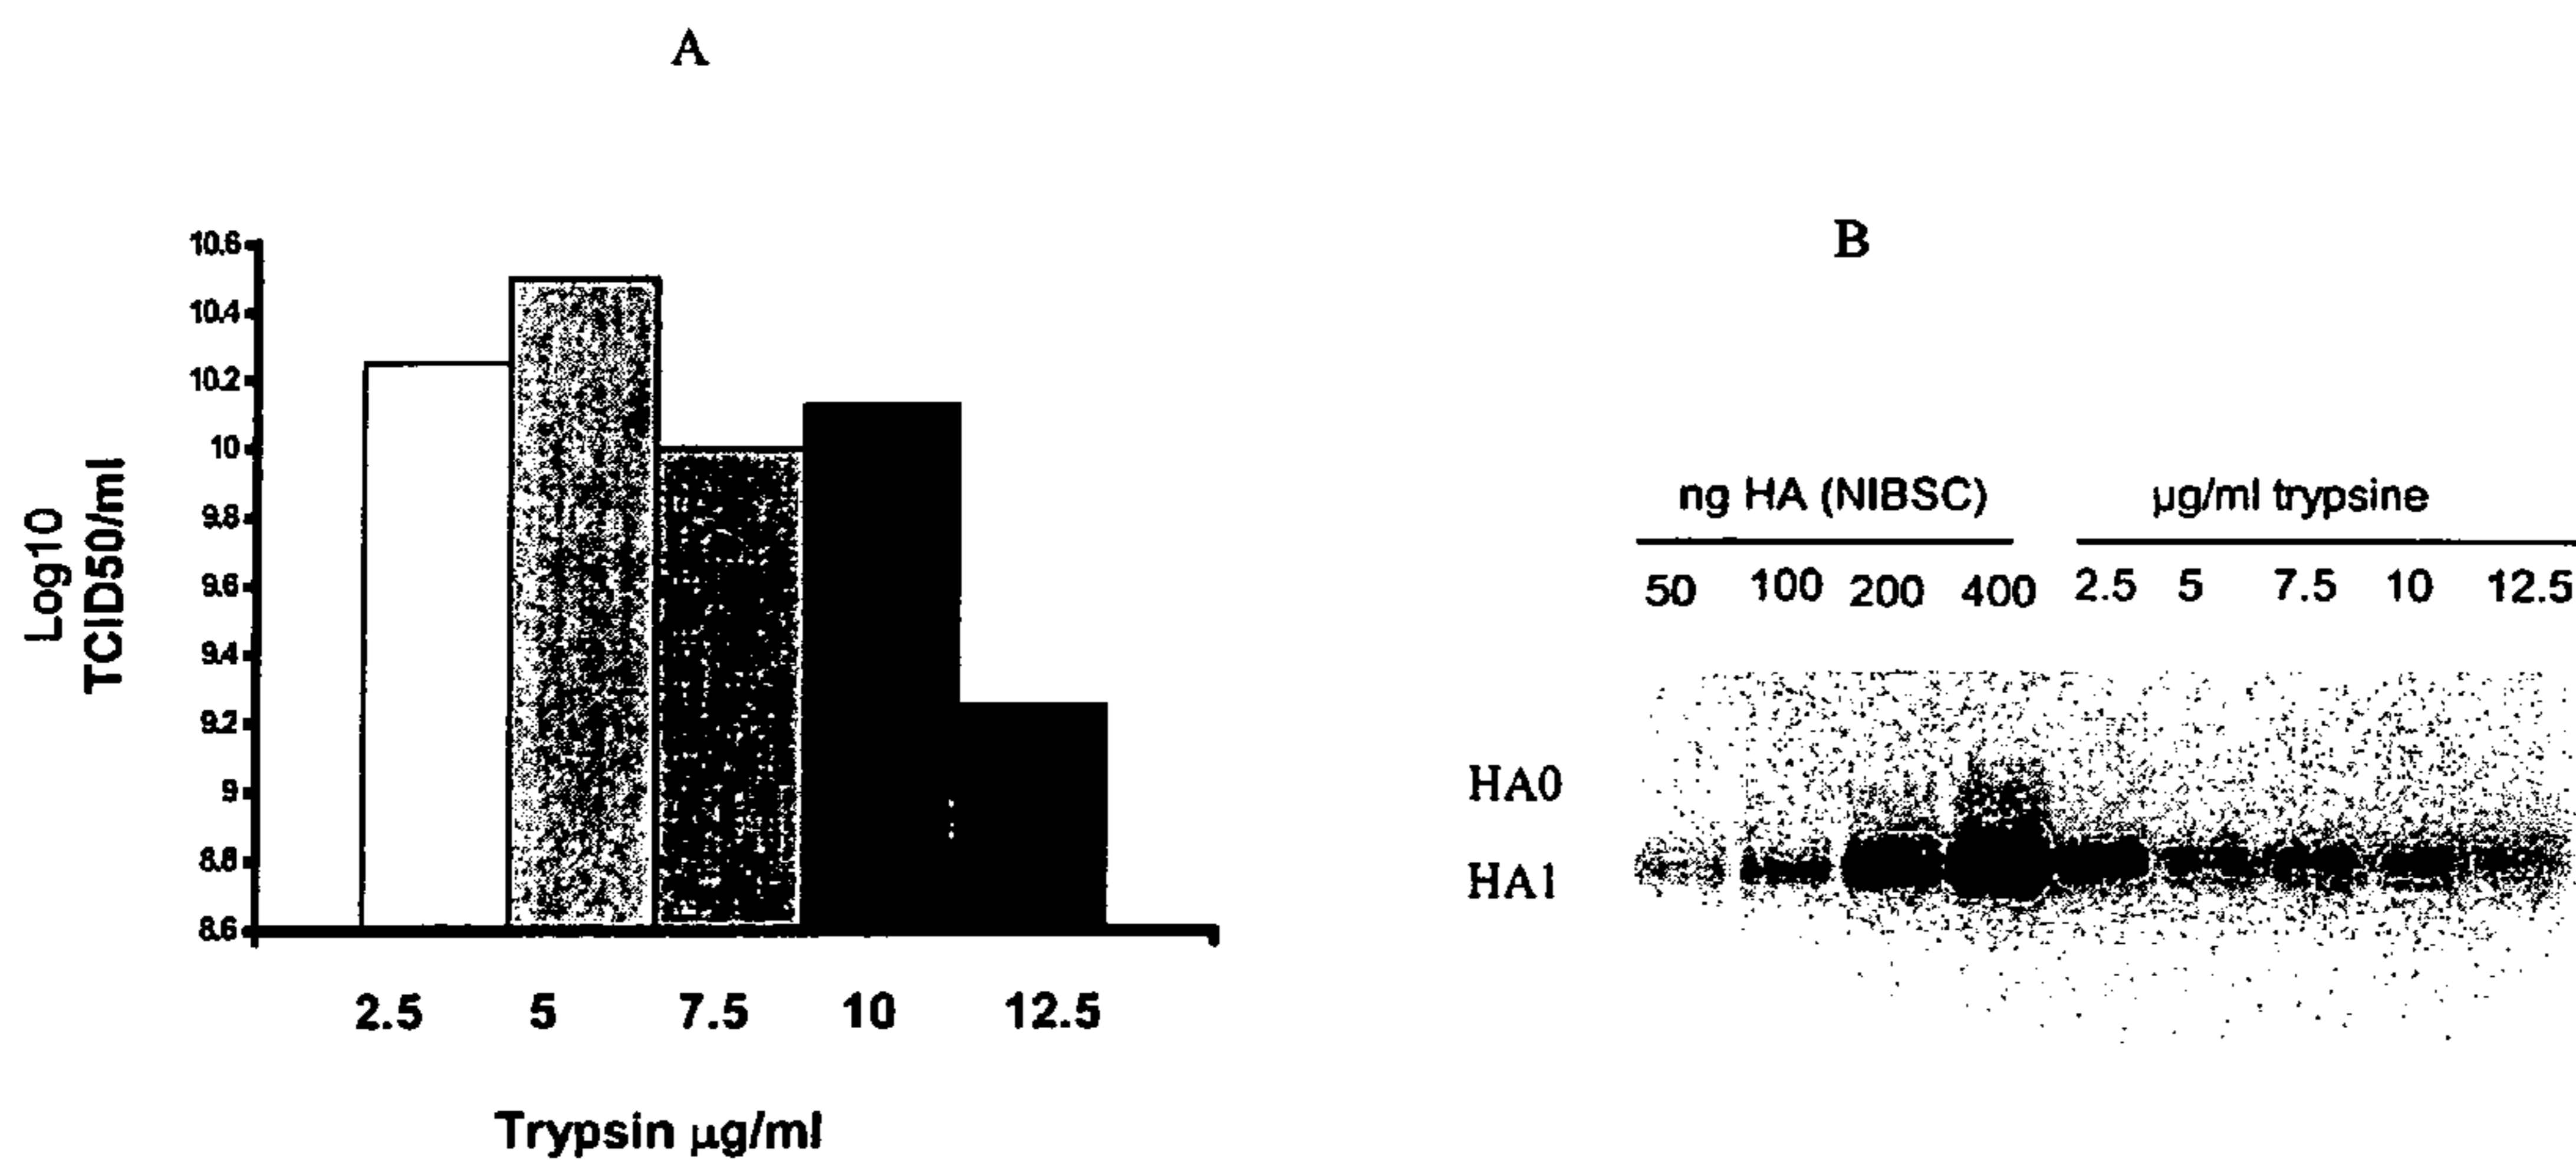 A
10.6
10.4
10.2
10
9.8
9.6
9.4
9.2
9
8.8
8.6
Log10
TCID50/ml
2.5 5 7.5 10 12.5
Trypsin µg/ml
B
ng HA (NIBSC) µg/ml trypsine
50 100 200 400 2.5 5 7.5 10 12.5
HA0
HA1